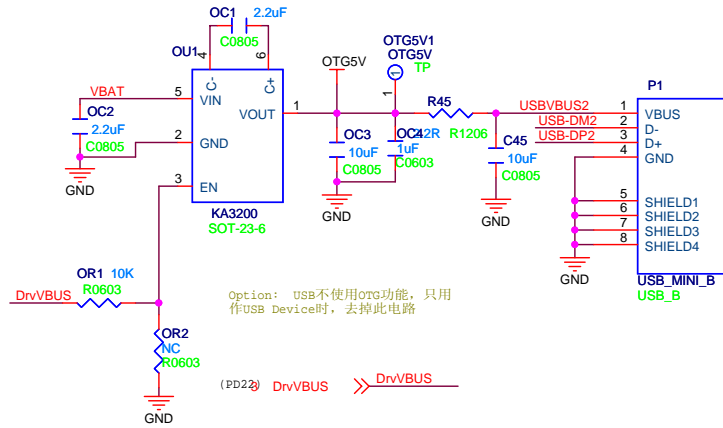 OC1
2.2uF
C0805
OU1
4
6
C-
C+
VBAT
5
VIN
VOUT
1
OC2
2.2uF
C0805
2
GND
GND
3
EN
KA3200
SOT-23-6
OTG5V
OTG5V1
OTG5V
TP
1
1
OC3
10uF
C0805
OC4
1uF
C0603
GND
R45
2R
R1206
C45
10uF
C0805
GND
USBVBUS2
USB-DM2
USB-DP2
P1
1
VBUS
2
D-
3
D+
4
GND
5
SHIELD1
6
SHIELD2
7
SHIELD3
8
SHIELD4
GND
USB_MINI_B
USB_B
OR1
10K
R0603
DrvVBUS
OR2
NC
R0603
GND
Option: USB不使用OTG功能，只用
作USB Device时，去掉此电路
(PD22)
DrvVBUS
DrvVBUS